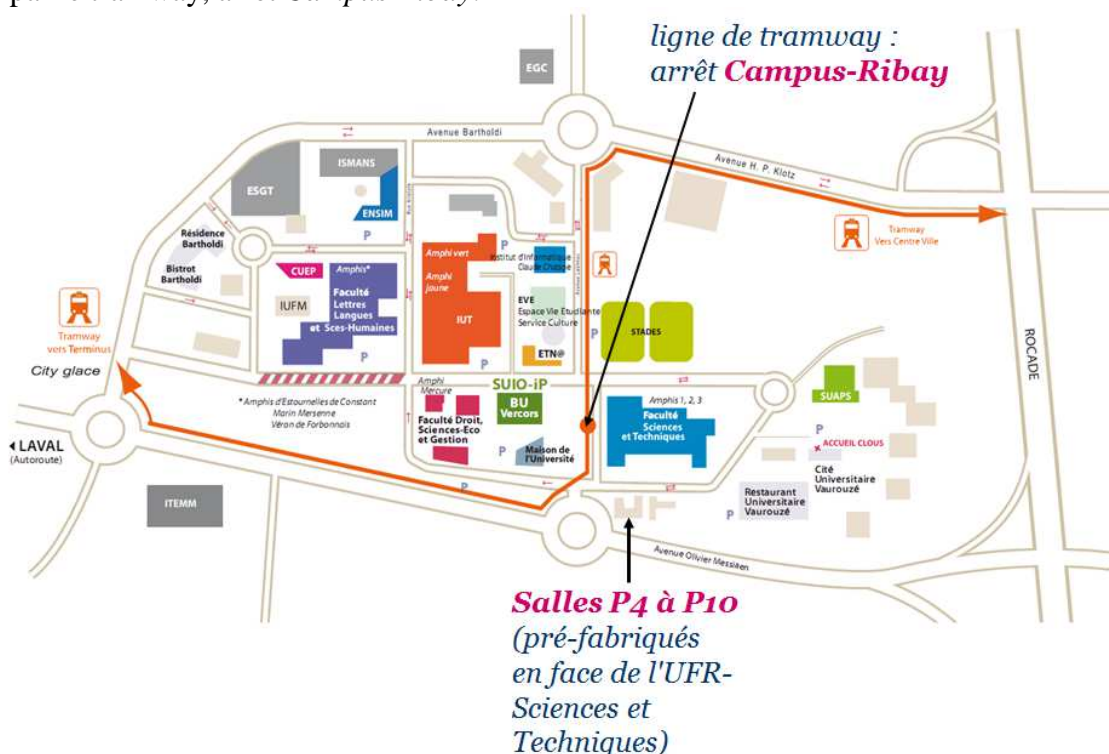 ligne de tramway :
arrêt Campus-Ribay
EGC
Avenue Bartholdi
ISMANS
Avenue H. P. Klotz
ESGT
ENSIM
P
Tramway
Vers Centre Ville
Résidence
Bartholdi
Bistrot
Bartholdi
CUEP
Amphis*
IUFM
Faculté
Lettres
Langues
et Sces-Humaines
P
Amphi vert
Amphi
jaune
IUT
P
P
Institut d'Informatique
Claude Chappe
EVE
Espace Vie Etudiante
Service Culture
ETN@
P
STADES
ROCADE
Tramway
vers Terminus
City glace
SUIO-iP
Amphi
Mercure
BU
Vercors
* Amphis d'Estournelles de Constant
Marin Mersenne
Véron de Forbonnais
Faculté Droit,
Sciences-Eco
et Gestion
P
Maison de
l'Université
Amphis 1, 2, 3
Faculté
Sciences
et Techniques
SUAPS
P
ACCUEIL CLOUS
Cité
Universitaire
Vaurouzé
Restaurant
Universitaire
Vaurouzé
P
LAVAL
(Autoroute)
P
ITEMM
Avenue Olivier Messiaen
Salles P4 à P10
(pré-fabriqués
en face de l'UFR-
Sciences et
Techniques)